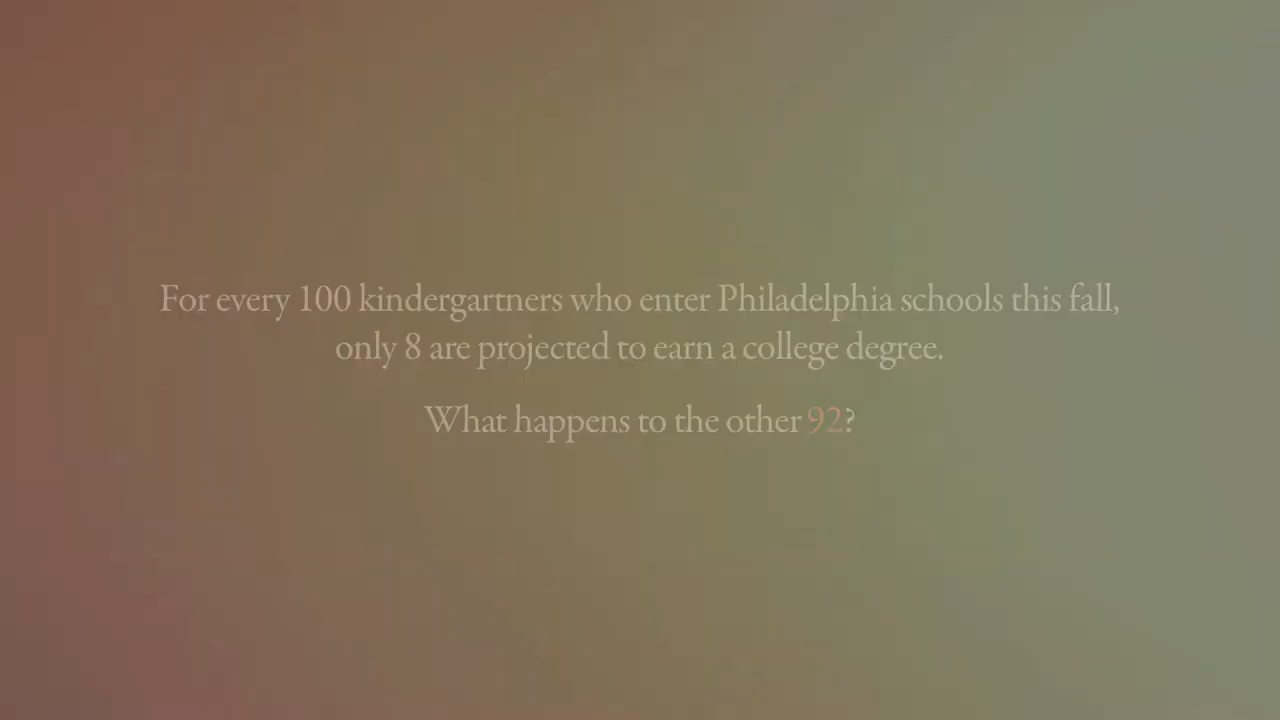 For every 100 kindergartners who enter Philadelphia schools this fall,
only 8 are projected to earn a college degree.
What happens to the other 92?